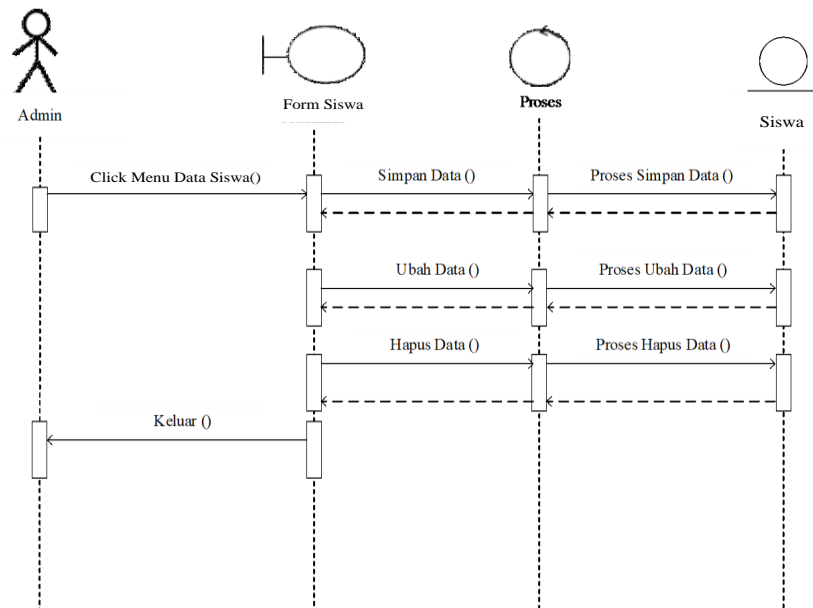 Admin
Form Siswa
Proses
Siswa
Click Menu Data Siswa()
Simpan Data ()
Proses Simpan Data ()
Ubah Data ()
Proses Ubah Data ()
Hapus Data ()
Proses Hapus Data ()
Keluar ()